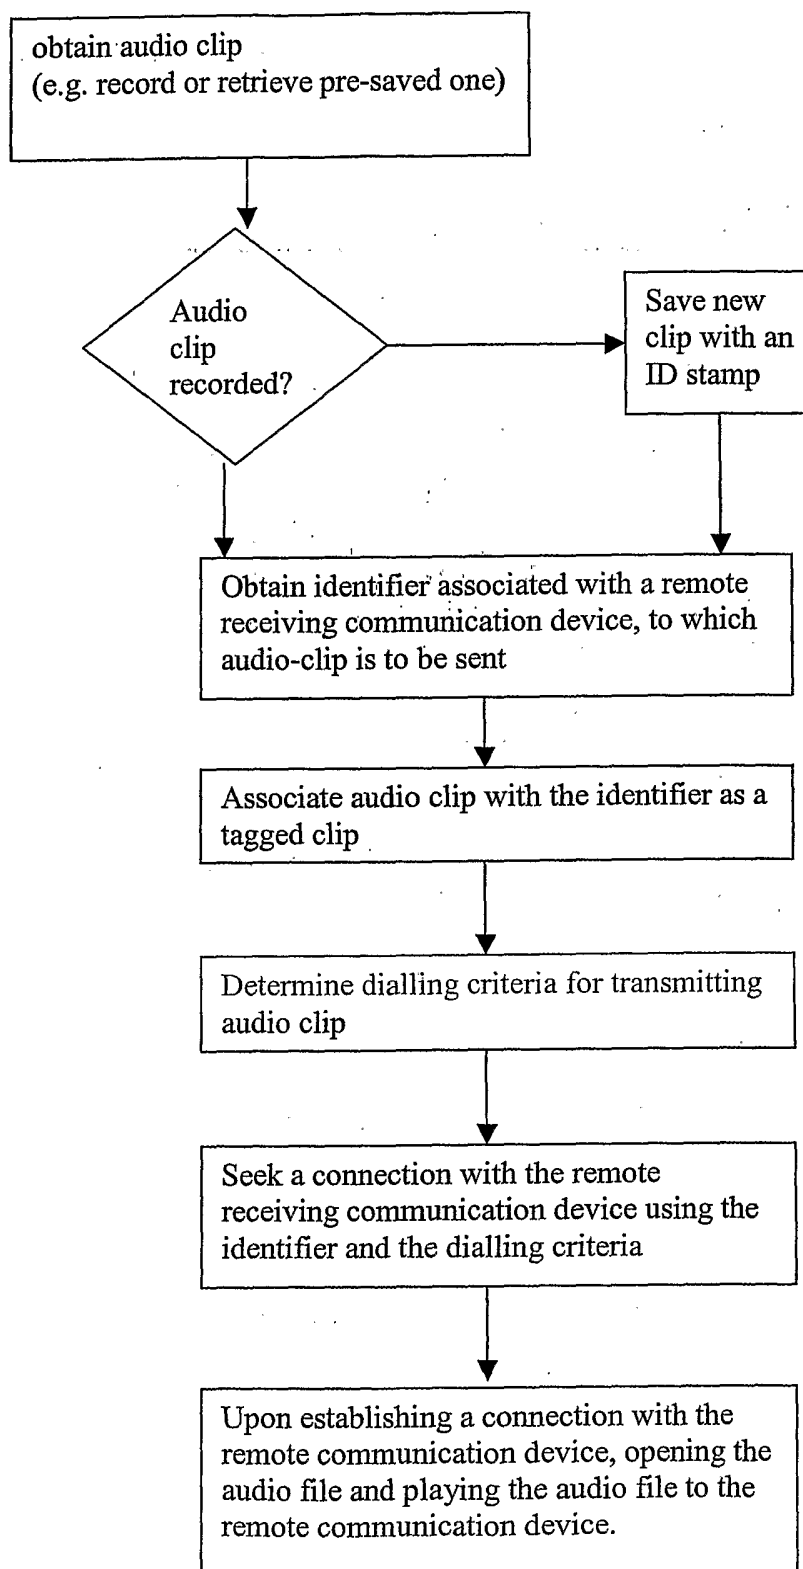 obtain audio clip
(e.g. record or retrieve pre-saved one)
Audio
clip
recorded?
Save new
clip with an
ID stamp
Obtain identifier associated with a remote
receiving communication device, to which
audio-clip is to be sent
Associate audio clip with the identifier as a
tagged clip
Determine dialling criteria for transmitting
audio clip
Seek a connection with the remote
receiving communication device using the
identifier and the dialling criteria
Upon establishing a connection with the
remote communication device, opening the
audio file and playing the audio file to the
remote communication device.